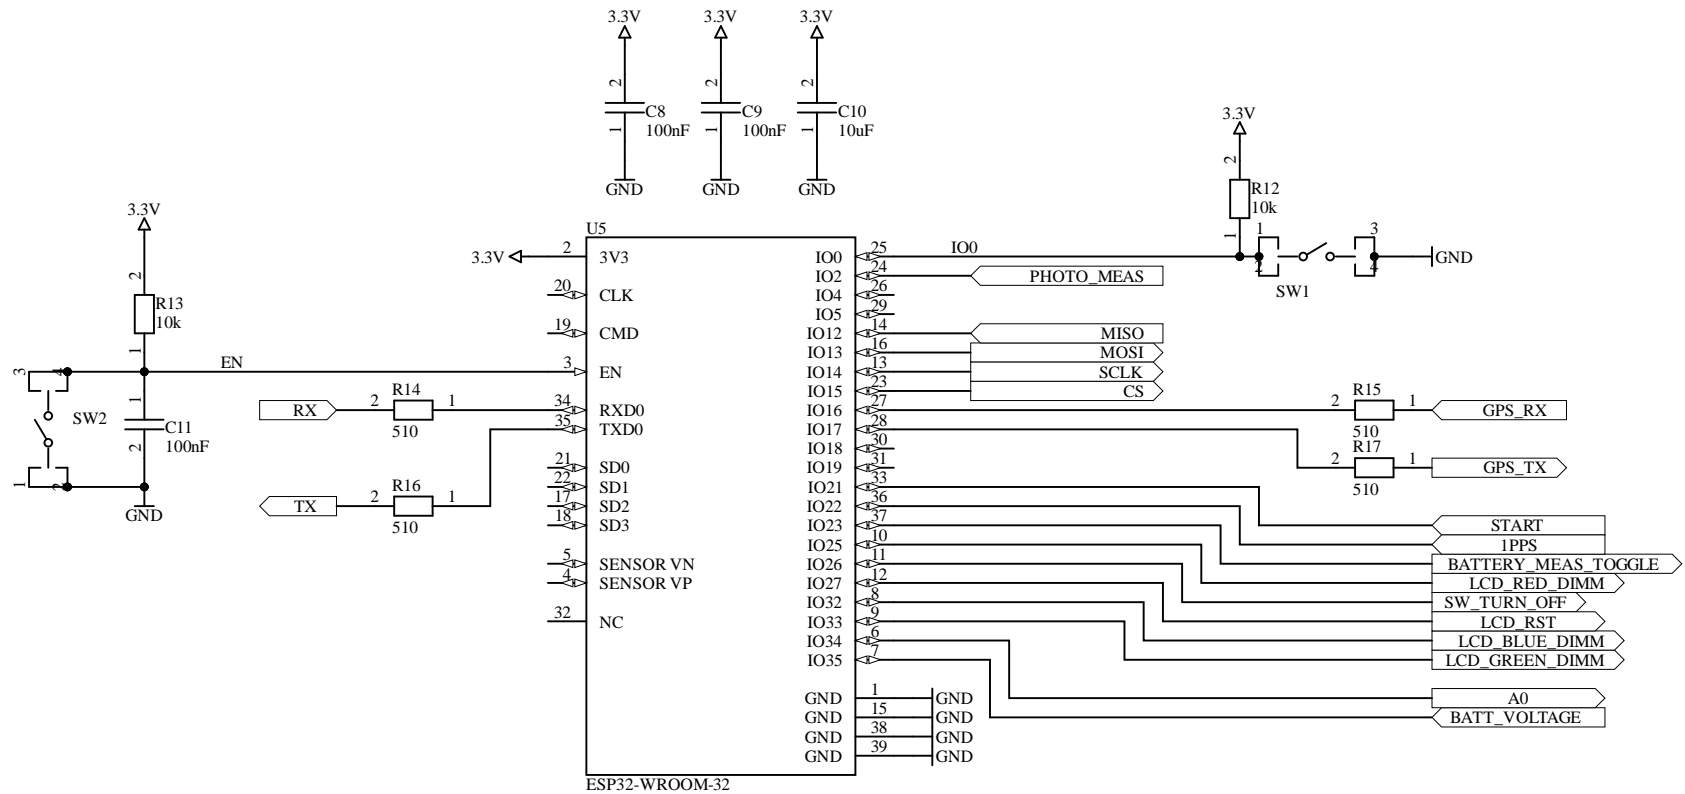 3.3V 3.3V 3.3V
2 2 2
C8 C9 C10
100nF 100nF 10uF
1 1 1
GND GND GND
3.3V
2
R12
10k
1
IO0
1 3
2 4
GND
SW1
3.3V
2
R13
10k
1
EN
3 4
SW2
1
C11
100nF
2
1 2
GND
RX 2 R14 1
510
TX 2 R16 1
510
U5
3.3V 2 3V3
20 CLK
19 CMD
3 EN
34 RXD0
35 TXD0
21 SD0
22 SD1
17 SD2
18 SD3
5 SENSOR VN
4 SENSOR VP
32 NC
IO0 25
IO2 24 PHOTO_MEAS
IO4 26
IO5 29
IO12 14 MISO
IO13 16 MOSI
IO14 13 SCLK
IO15 23 CS
IO16 27
IO17 28
IO18 30
IO19 31
IO21 33
IO22 36
IO23 37
IO25 10
IO26 11
IO27 12
IO32 8
IO33 9
IO34 6
IO35 7
GND 1 GND
GND 15 GND
GND 38 GND
GND 39 GND
ESP32-WROOM-32
2 R15 1 GPS_RX
510
2 R17 1 GPS_TX
510
START
1PPS
BATTERY_MEAS_TOGGLE
LCD_RED_DIMM
SW_TURN_OFF
LCD_RST
LCD_BLUE_DIMM
LCD_GREEN_DIMM
A0
BATT_VOLTAGE